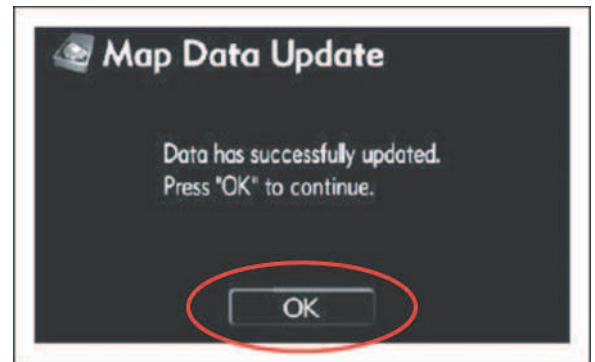 Map Data Update
Data has successfully updated.
Press "OK" to continue.
OK